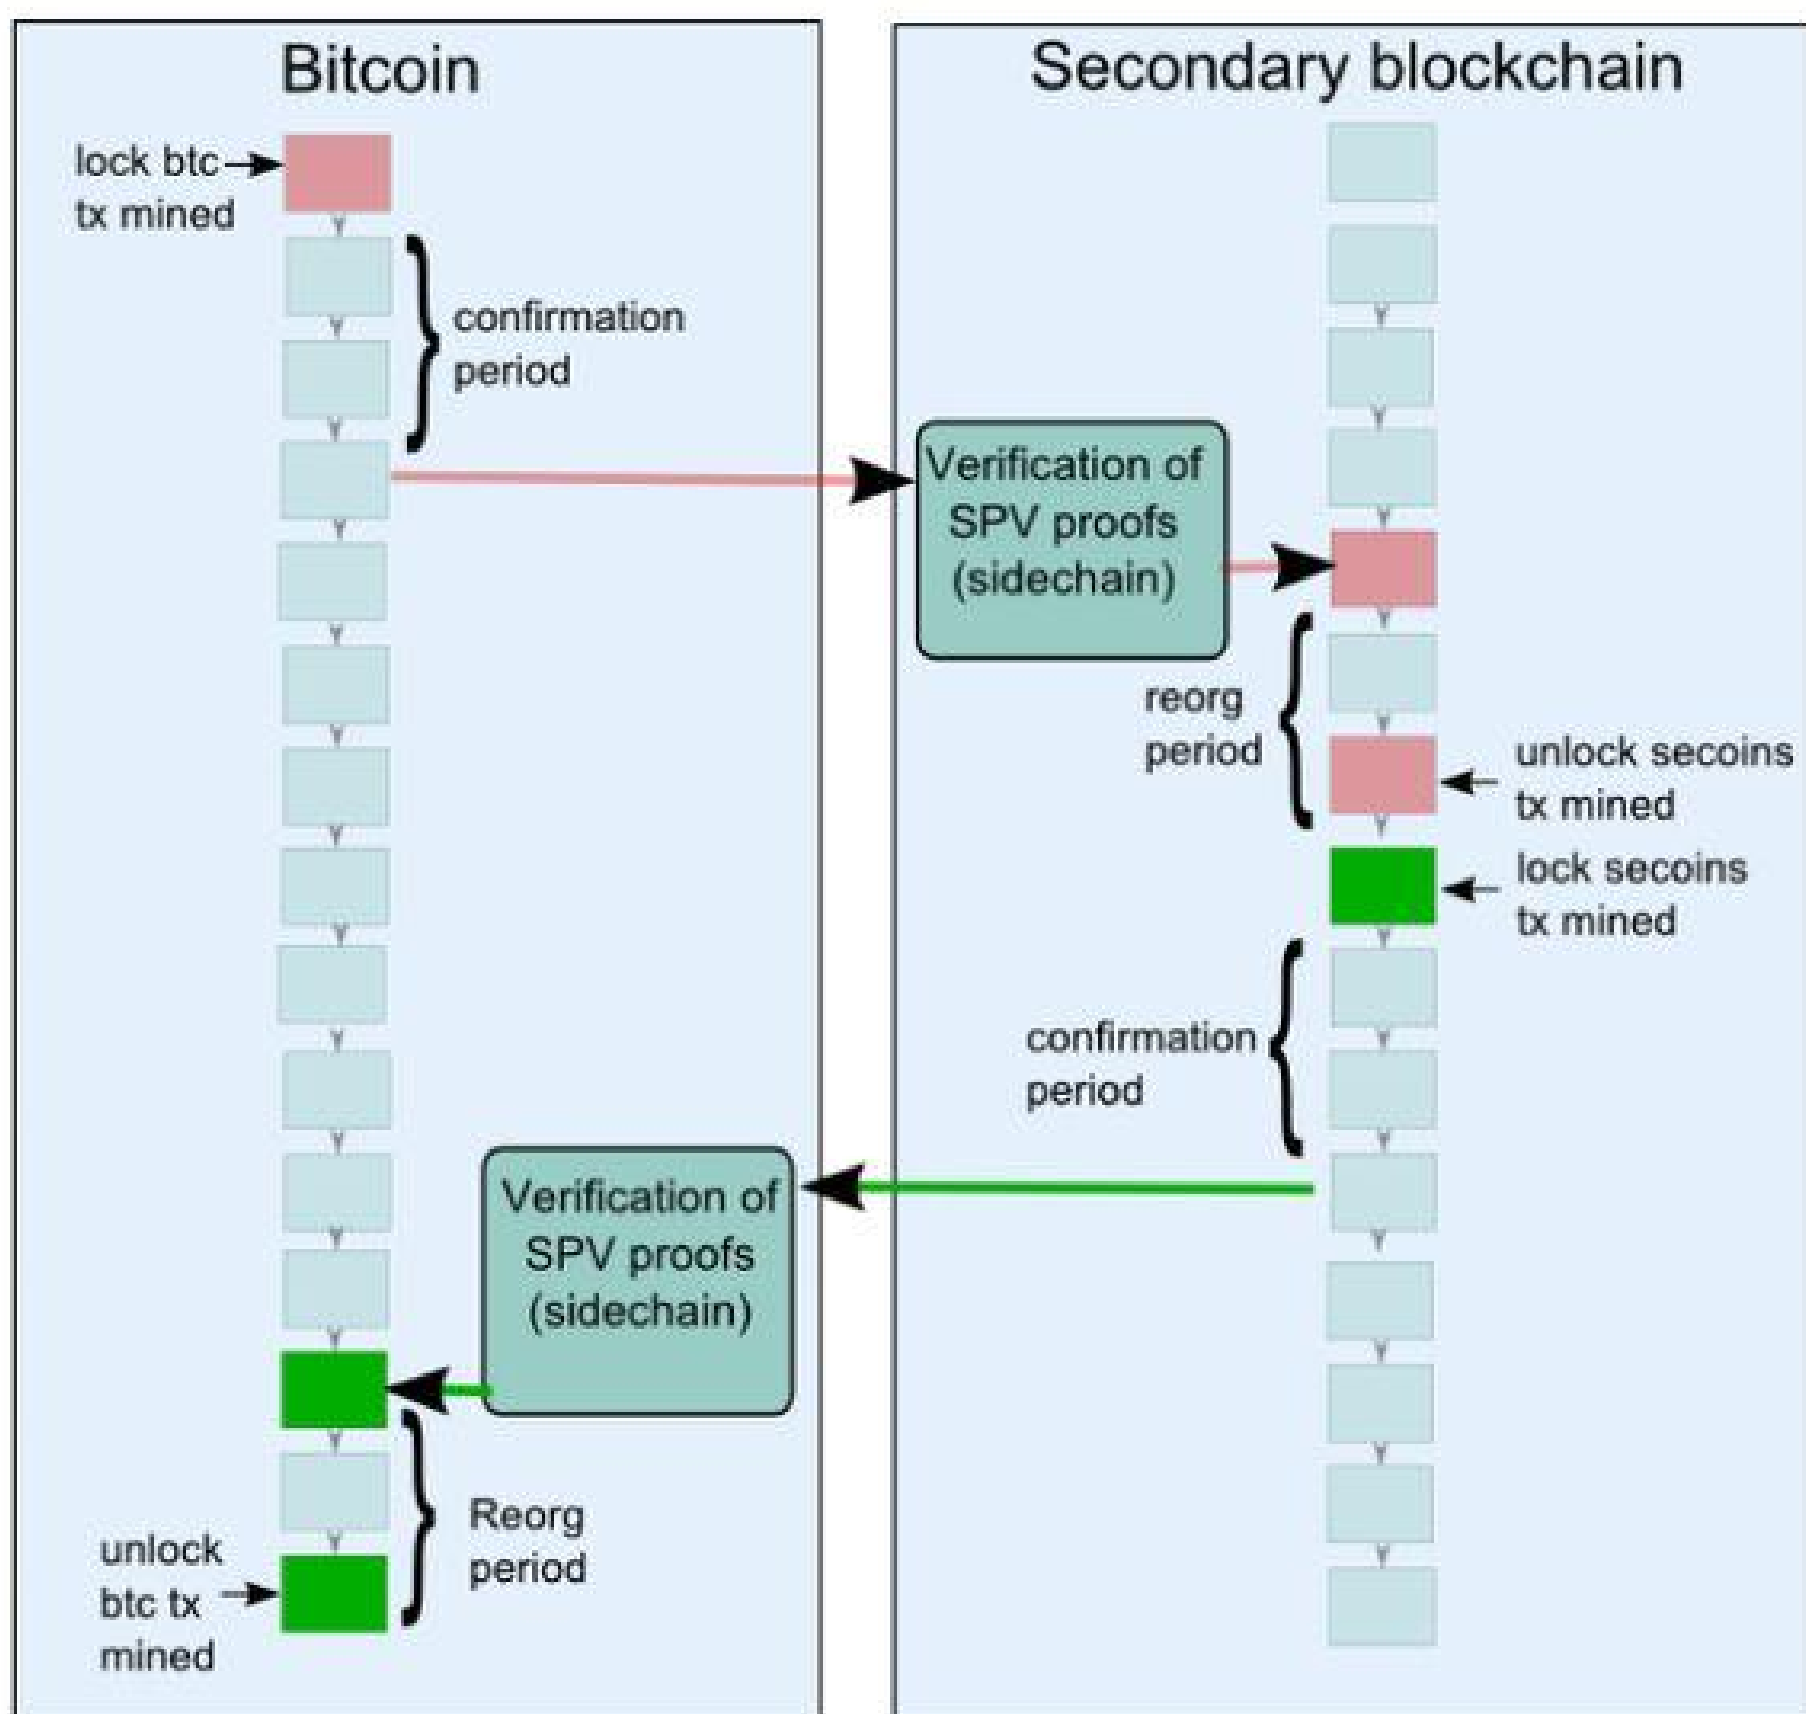 Bitcoin
lock btc
tx mined
confirmation
period
Verification of
SPV proofs
(sidechain)
Reorg
period
unlock
btc tx
mined
Secondary blockchain
Verification of
SPV proofs
(sidechain)
reorg
period
unlock secoins
tx mined
lock secoins
tx mined
confirmation
period